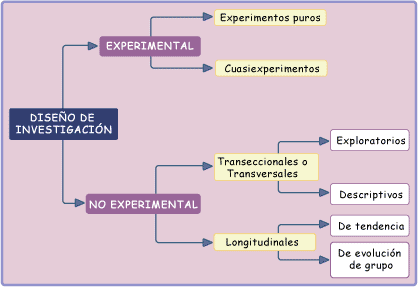 Experimentos puros
EXPERIMENTAL
Cuasiexperimentos
DISEÑO DE
INVESTIGACIÓN
Exploratorios
Transeccionales o
Transversales
Descriptivos
NO EXPERIMENTAL
De tendencia
Longitudinales
De evolución
de grupo